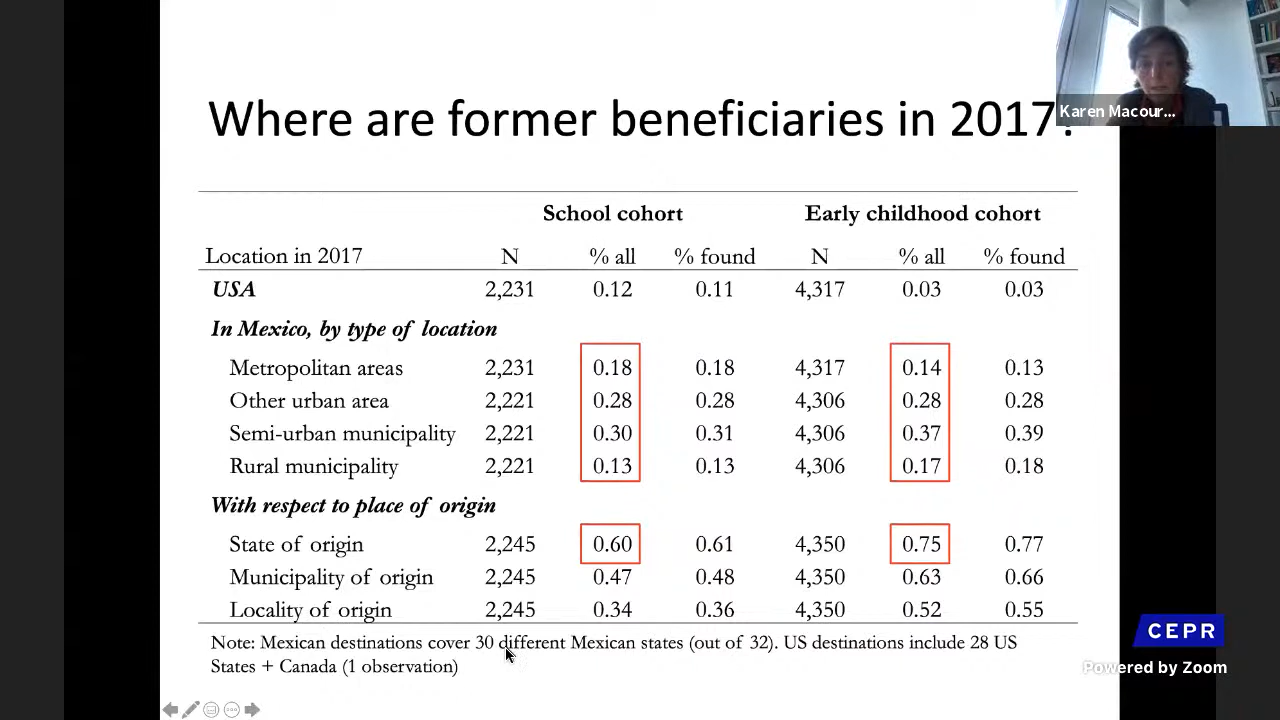 Where are former beneficiaries in 2017?
Karen Macour...
School cohort Early childhood cohort
Location in 2017 N % all % found N % all % found
USA 2,231 0.12 0.11 4,317 0.03 0.03
In Mexico, by type of location
Metropolitan areas 2,231 0.18 0.18 4,317 0.14 0.13
Other urban area 2,221 0.28 0.28 4,306 0.28 0.28
Semi-urban municipality 2,221 0.30 0.31 4,306 0.37 0.39
Rural municipality 2,221 0.13 0.13 4,306 0.17 0.18
With respect to place of origin
State of origin 2,245 0.60 0.61 4,350 0.75 0.77
Municipality of origin 2,245 0.47 0.48 4,350 0.63 0.66
Locality of origin 2,245 0.34 0.36 4,350 0.52 0.55
Note: Mexican destinations cover 30 different Mexican states (out of 32). US destinations include 28 US
States + Canada (1 observation)
CEPR
Powered by Zoom